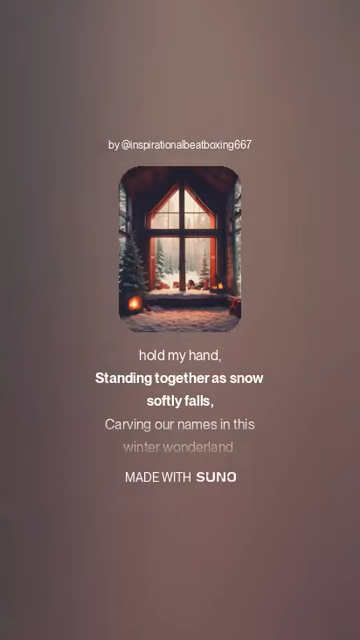 by @inspirationalbeatboxing667
hold my hand,
Standing together as snow
softly falls,
Carving our names in this
winter wonderland.
MADE WITH SUNO